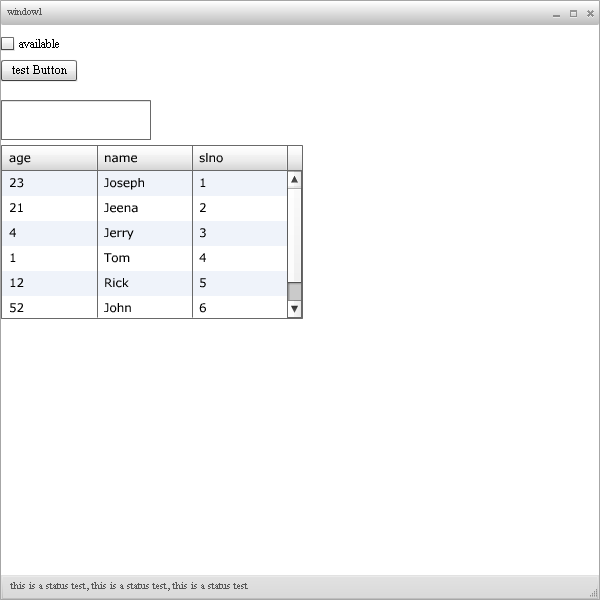 window1
available
test Button
age name slno
23 Joseph 1
21 Jeena 2
4 Jerry 3
1 Tom 4
12 Rick 5
52 John 6
this is a status test, this is a status test, this is a status test